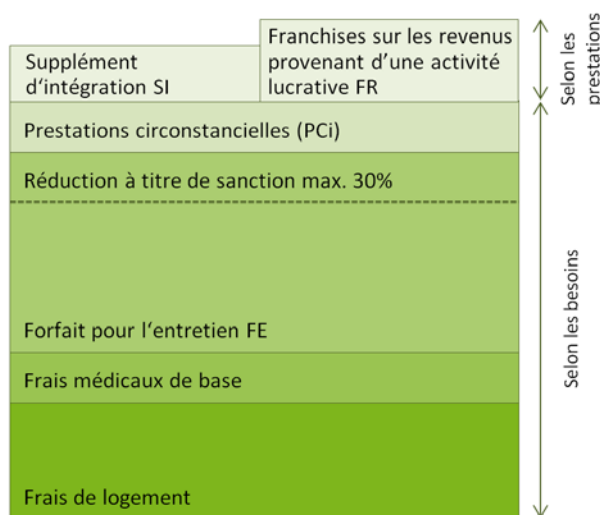 Supplément
d‘intégration SI
Franchises sur les revenus
provenant d‘une activité
lucrative FR
Prestations circonstancielles (PCi)
Réduction à titre de sanction max. 30%
Forfait pour l‘entretien FE
Frais médicaux de base
Frais de logement
Selon les
prestations
Selon les besoins